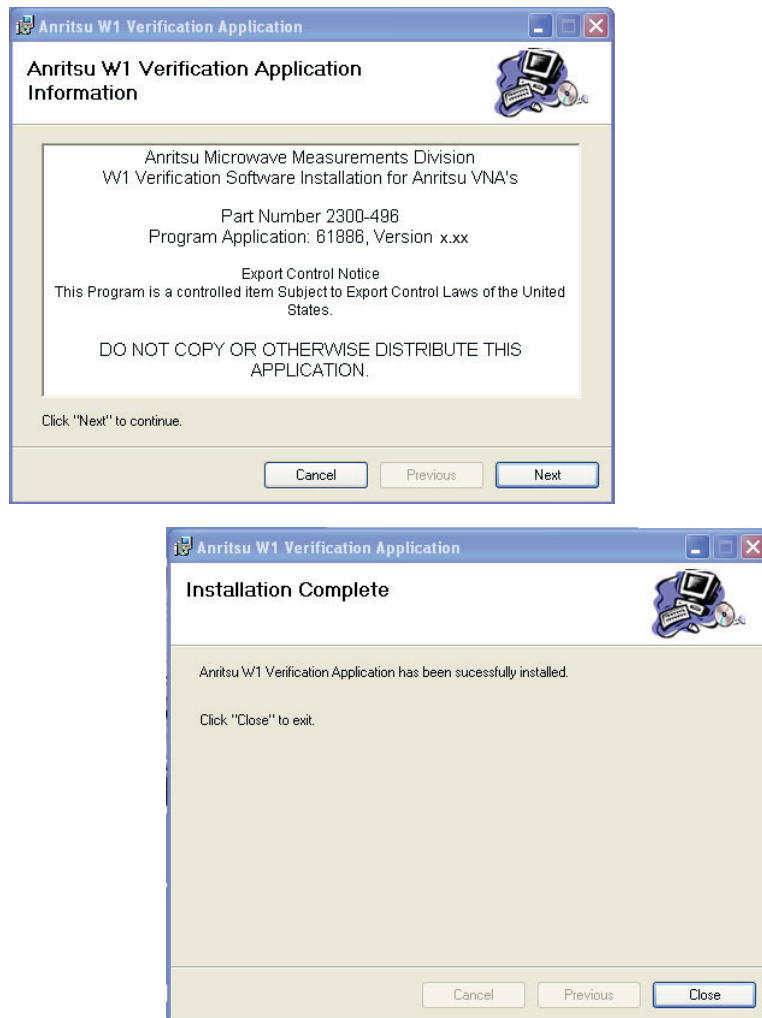 Anritsu W1 Verification Application
Anritsu W1 Verification Application
Information
Anritsu Microwave Measurements Division
W1 Verification Software Installation for Anritsu VNA's
Part Number 2300-496
Program Application: 61886, Version x.xx
Export Control Notice
This Program is a controlled item Subject to Export Control Laws of the United
States.
DO NOT COPY OR OTHERWISE DISTRIBUTE THIS
APPLICATION.
Click "Next" to continue.
Cancel Previous Next
Anritsu W1 Verification Application
Installation Complete
Anritsu W1 Verification Application has been sucessfully installed.
Click "Close" to exit.
Cancel Previous Close